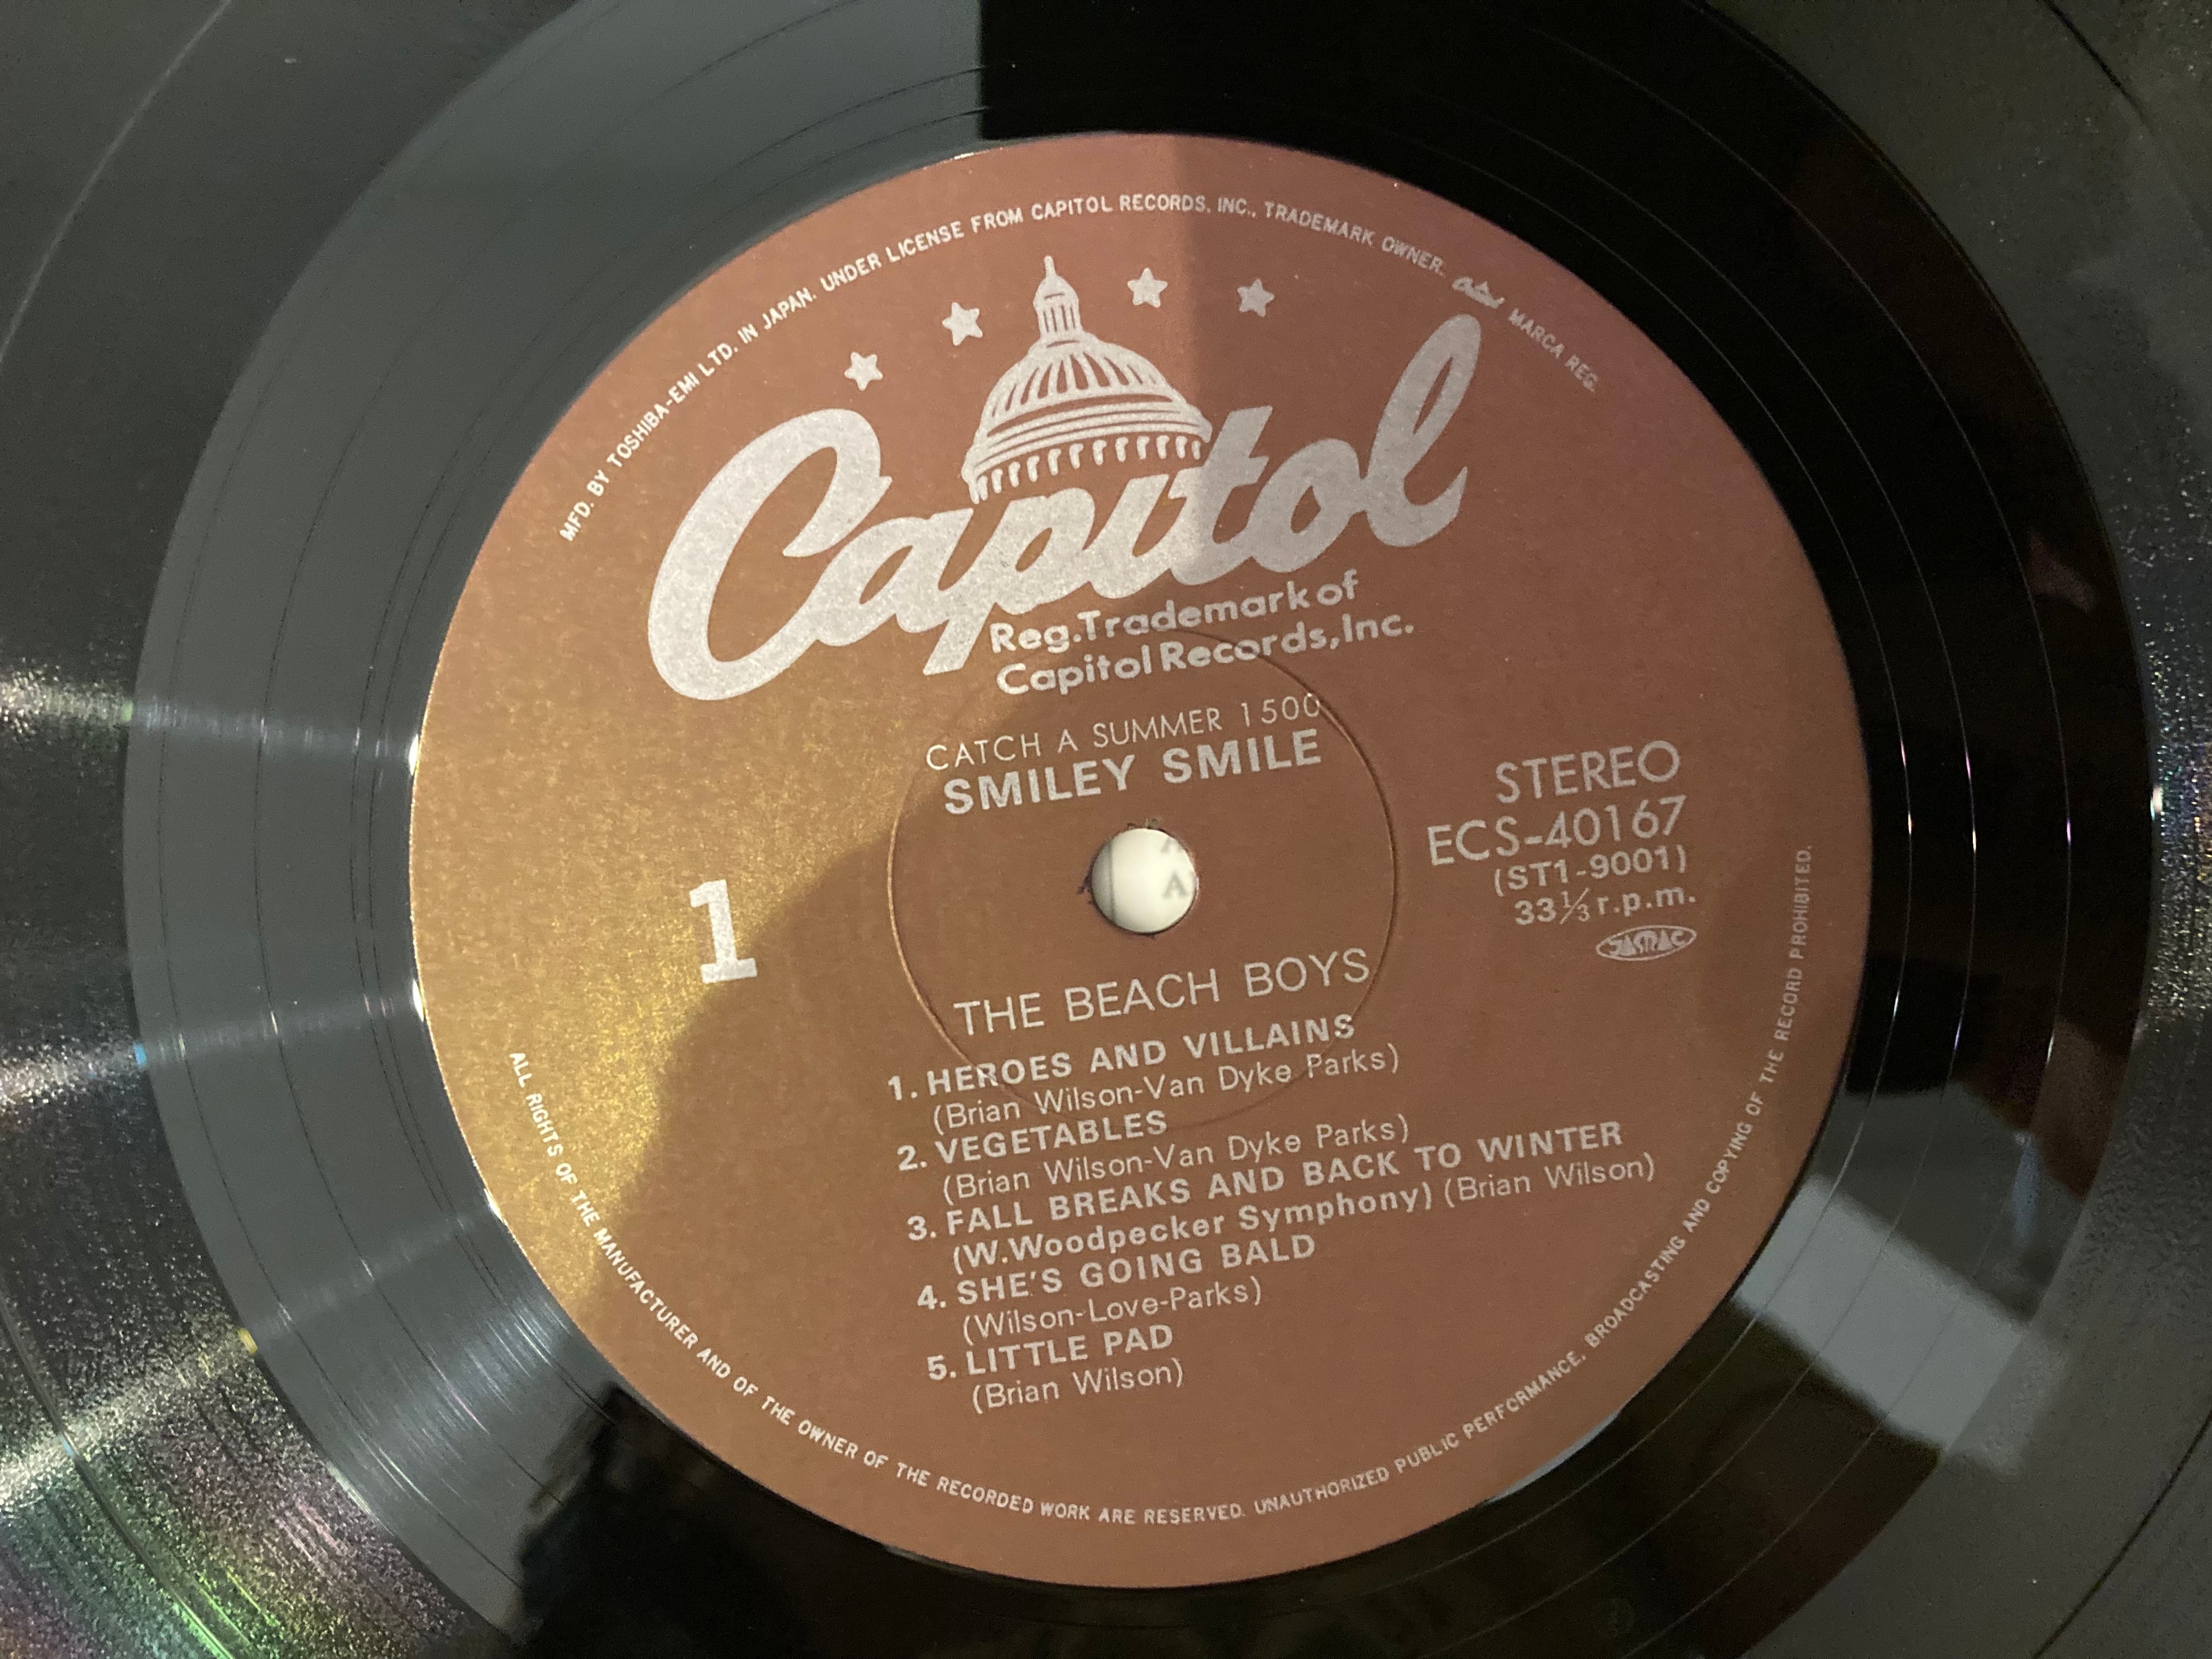 MFD. BY TOSHIBA-EMI LTD. IN JAPAN. UNDER LICENSE FROM CAPITOL RECORDS, INC., TRADEMARK OWNER. Capitol MARCA REG.
Capitol
Reg.Trademark of
Capitol Records,Inc.
CATCH A SUMMER 1500
SMILEY SMILE
STEREO
ECS-40167
(ST1-9001)
33⅓ r.p.m.
JASRAC
1
THE BEACH BOYS
1. HEROES AND VILLAINS
(Brian Wilson-Van Dyke Parks)
2. VEGETABLES
(Brian Wilson-Van Dyke Parks)
3. FALL BREAKS AND BACK TO WINTER
(W.Woodpecker Symphony) (Brian Wilson)
4. SHE'S GOING BALD
(Wilson-Love-Parks)
5. LITTLE PAD
(Brian Wilson)
ALL RIGHTS OF THE MANUFACTURER AND OF THE OWNER OF THE RECORDED WORK ARE RESERVED. UNAUTHORIZED PUBLIC PERFORMANCE, BROADCASTING AND COPYING OF THE RECORD PROHIBITED.